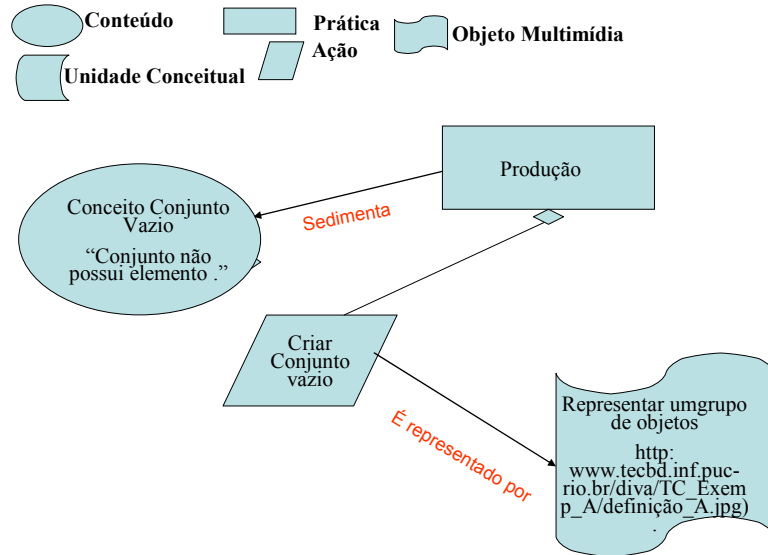 Conteúdo
Prática
Ação
Objeto Multimídia
Unidade Conceitual
Produção
Conceito Conjunto
Vazio
“Conjunto não
possui elemento .”
Sedimenta
Criar
Conjunto
vazio
É representado por
Representar umgrupo
de objetos
http:
www.tecbd.inf.puc-
rio.br/diva/TC_Exem
p_A/definição_A.jpg)
.